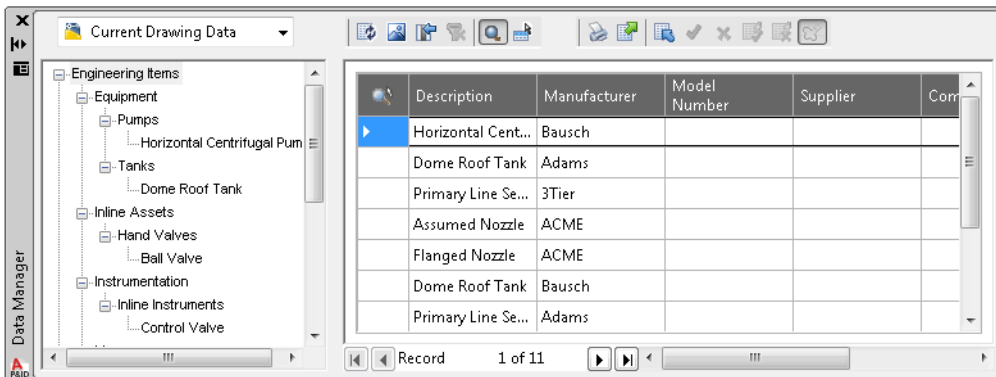 Current Drawing Data
Engineering Items
Equipment
Pumps
Horizontal Centrifugal Pum
Tanks
Dome Roof Tank
Inline Assets
Hand Valves
Ball Valve
Instrumentation
Inline Instruments
Control Valve
Data Manager
P&ID
Description Manufacturer Model Number Supplier Com
Horizontal Cent... Bausch
Dome Roof Tank Adams
Primary Line Se... 3Tier
Assumed Nozzle ACME
Flanged Nozzle ACME
Dome Roof Tank Bausch
Primary Line Se... Adams
Record 1 of 11